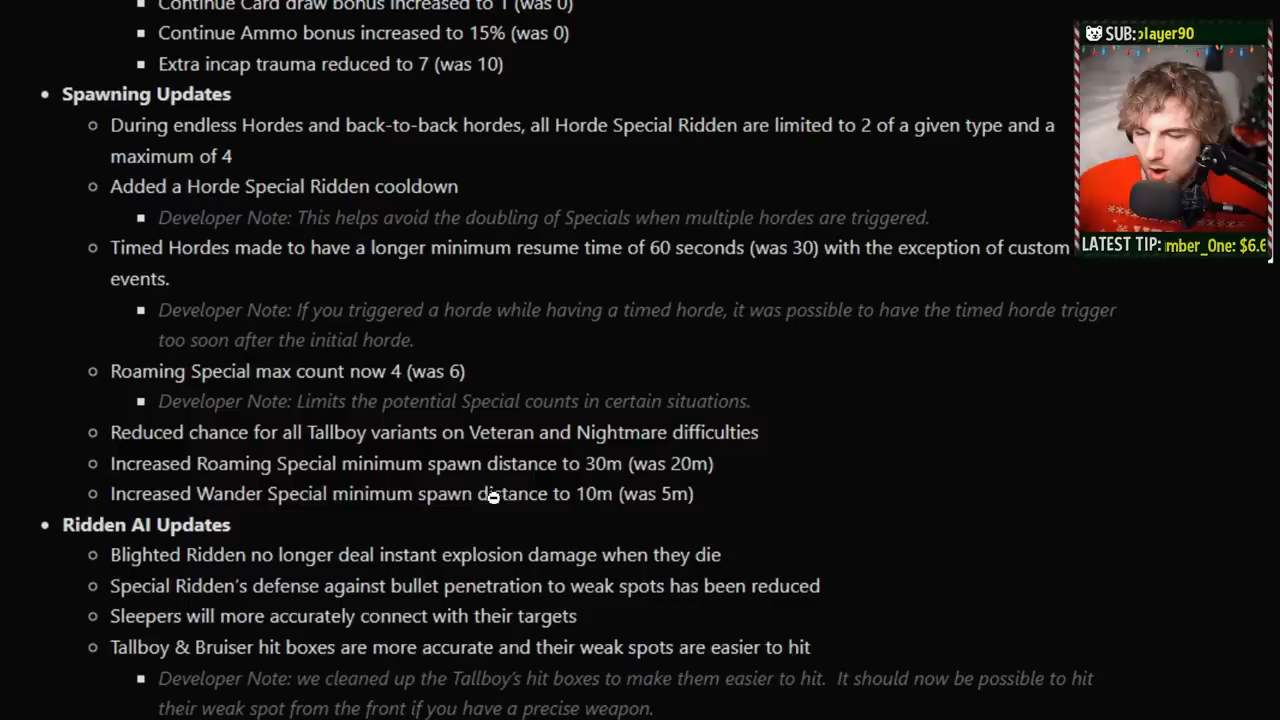 Continue Card draw bonus increased to 1 (was 0)
Continue Ammo bonus increased to 15% (was 0)
Extra incap trauma reduced to 7 (was 10)
Spawning Updates
During endless Hordes and back-to-back hordes, all Horde Special Ridden are limited to 2 of a given type and a
maximum of 4
Added a Horde Special Ridden cooldown
Developer Note: This helps avoid the doubling of Specials when multiple hordes are triggered.
Timed Hordes made to have a longer minimum resume time of 60 seconds (was 30) with the exception of custom
events.
Developer Note: If you triggered a horde while having a timed horde, it was possible to have the timed horde trigger
too soon after the initial horde.
Roaming Special max count now 4 (was 6)
Developer Note: Limits the potential Special counts in certain situations.
Reduced chance for all Tallboy variants on Veteran and Nightmare difficulties
Increased Roaming Special minimum spawn distance to 30m (was 20m)
Increased Wander Special minimum spawn distance to 10m (was 5m)
Ridden AI Updates
Blighted Ridden no longer deal instant explosion damage when they die
Special Ridden's defense against bullet penetration to weak spots has been reduced
Sleepers will more accurately connect with their targets
Tallboy & Bruiser hit boxes are more accurate and their weak spots are easier to hit
Developer Note: we cleaned up the Tallboy's hit boxes to make them easier to hit. It should now be possible to hit
their weak spot from the front if you have a precise weapon.
SUB: player90
LATEST TIP: mber_One: $6.6